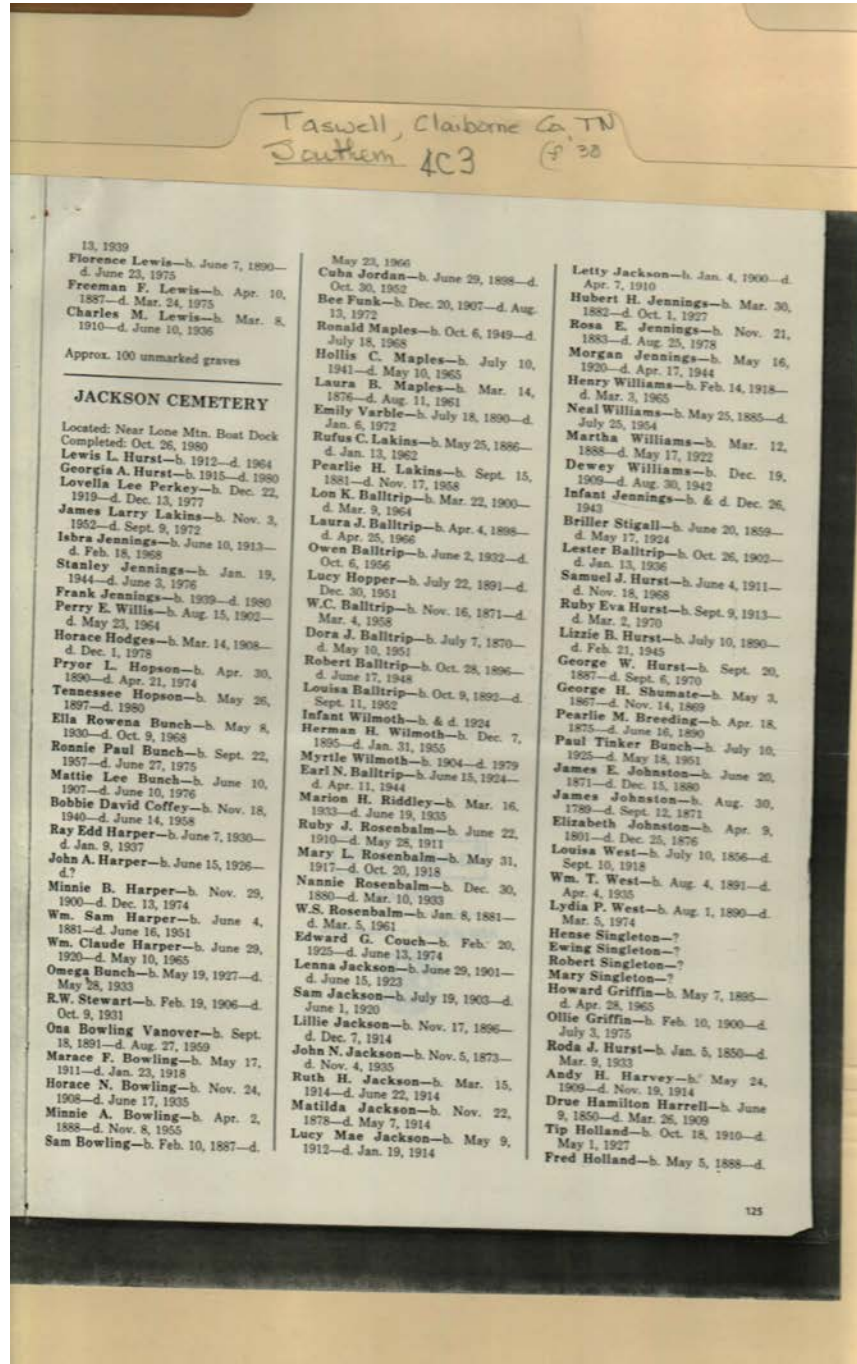 Taswell, Claiborne Co, TN
Southern 4C3 (f '38
13, 1939
Florence Lewis—b. June 7, 1890—
d. June 23, 1975
Freeman F. Lewis—b. Apr. 10,
1887—d. Mar. 24, 1975
Charles M. Lewis—b. Mar. 8,
1910—d. June 10, 1936
Approx. 100 unmarked graves
JACKSON CEMETERY
Located: Near Lone Mtn. Boat Dock
Completed: Oct. 26, 1980
Lewis L. Hurst—b. 1912—d. 1964
Georgia A. Hurst—b. 1915—d. 1980
Lovella Lee Perkey—b. Dec. 22,
1919—d. Dec. 13, 1977
James Larry Lakins—b. Nov. 3,
1952—d. Sept. 9, 1972
Isbra Jennings—b. June 10, 1913—
d. Feb. 18, 1968
Stanley Jennings—b. Jan. 19,
1944—d. June 3, 1976
Frank Jennings—b. 1939—d. 1980
Perry E. Willis—b. Aug. 15, 1902—
d. May 23, 1964
Horace Hodges—b. Mar. 14, 1908—
d. Dec. 1, 1978
Pryor L. Hopson—b. Apr. 30,
1890—d. Apr. 21, 1974
Tennessee Hopson—b. May 26,
1897—d. 1980
Ella Rowena Bunch—b. May 8,
1930—d. Oct. 9, 1968
Ronnie Paul Bunch—b. Sept. 22,
1957—d. June 27, 1975
Mattie Lee Bunch—b. June 10,
1907—d. June 10, 1976
Bobbie David Coffey—b. Nov. 18,
1940—d. June 14, 1958
Ray Edd Harper—b. June 7, 1930—
d. Jan. 9, 1937
John A. Harper—b. June 15, 1926—
d.?
Minnie B. Harper—b. Nov. 29,
1900—d. Dec. 13, 1974
Wm. Sam Harper—b. June 4,
1881—d. June 16, 1951
Wm. Claude Harper—b. June 29,
1920—d. May 10, 1965
Omega Bunch—b. May 19, 1927—d.
May 28, 1933
R.W. Stewart—b. Feb. 19, 1906—d.
Oct. 9, 1931
Ona Bowling Vanover—b. Sept.
18, 1891—d. Aug. 27, 1959
Marace F. Bowling—b. May 17,
1911—d. Jan. 23, 1918
Horace N. Bowling—b. Nov. 24,
1908—d. June 17, 1935
Minnie A. Bowling—b. Apr. 2,
1888—d. Nov. 8, 1955
Sam Bowling—b. Feb. 10, 1887—d.
May 23, 1966
Cuba Jordan—b. June 29, 1898—d.
Oct. 30, 1952
Bee Funk—b. Dec. 20, 1907—d. Aug.
13, 1972
Ronald Maples—b. Oct. 6, 1949—d.
July 18, 1968
Hollis C. Maples—b. July 10,
1941—d. May 10, 1965
Laura B. Maples—b. Mar. 14,
1876—d. Aug. 11, 1961
Emily Varble—b. July 18, 1890—d.
Jan. 6, 1972
Rufus C. Lakins—b. May 25, 1886—
d. Jan. 13, 1962
Pearlie H. Lakins—b. Sept. 15,
1881—d. Nov. 17, 1958
Lon K. Balltrip—b. Mar. 22, 1900—
d. Mar. 9, 1964
Laura J. Balltrip—b. Apr. 4, 1898—
d. Apr. 25, 1966
Owen Balltrip—b. June 2, 1932—d.
Oct. 6, 1956
Lucy Hopper—b. July 22, 1891—d.
Dec. 30, 1951
W.C. Balltrip—b. Nov. 16, 1871—d.
Mar. 4, 1958
Dora J. Balltrip—b. July 7, 1870—
d. May 10, 1951
Robert Balltrip—b. Oct. 28, 1896—
d. June 17, 1948
Louisa Balltrip—b. Oct. 9, 1892—d.
Sept. 11, 1952
Infant Wilmoth—b. & d. 1924
Herman H. Wilmoth—b. Dec. 7,
1895—d. Jan. 31, 1955
Myrtle Wilmoth—b. 1904—d. 1979
Earl N. Balltrip—b. June 15, 1924—
d. Apr. 11, 1944
Marion H. Riddley—b. Mar. 16,
1933—d. June 19, 1935
Ruby J. Rosenbalm—b. June 22,
1910—d. May 28, 1911
Mary L. Rosenbalm—b. May 31,
1917—d. Oct. 20, 1918
Nannie Rosenbalm—b. Dec. 30,
1880—d. Mar. 10, 1933
W.S. Rosenbalm—b. Jan. 8, 1881—
d. Mar. 5, 1961
Edward G. Couch—b. Feb. 20,
1925—d. June 13, 1974
Lenna Jackson—b. June 29, 1901—
d. June 15, 1923
Sam Jackson—b. July 19, 1903—d.
June 1, 1920
Lillie Jackson—b. Nov. 17, 1896—
d. Dec. 7, 1914
John N. Jackson—b. Nov. 5, 1873—
d. Nov. 4, 1935
Ruth H. Jackson—b. Mar. 15,
1914—d. June 22, 1914
Matilda Jackson—b. Nov. 22,
1878—d. May 7, 1914
Lucy Mae Jackson—b. May 9,
1912—d. Jan. 19, 1914
Letty Jackson—b. Jan. 4, 1900—d.
Apr. 7, 1910
Hubert H. Jennings—b. Mar. 30,
1882—d. Oct. 1, 1927
Rosa E. Jennings—b. Nov. 21,
1883—d. Aug. 25, 1978
Morgan Jennings—b. May 16,
1920—d. Apr. 17, 1944
Henry Williams—b. Feb. 14, 1918—
d. Mar. 3, 1965
Neal Williams—b. May 25, 1885—d.
July 25, 1954
Martha Williams—b. Mar. 12,
1888—d. May 17, 1922
Dewey Williams—b. Dec. 19,
1909—d. Aug. 30, 1942
Infant Jennings—b. & d. Dec. 26,
1943
Briller Stigall—b. June 20, 1859—
d. May 17, 1924
Lester Balltrip—b. Oct. 26, 1902—
d. Jan. 13, 1936
Samuel J. Hurst—b. June 4, 1911—
d. Nov. 18, 1968
Ruby Eva Hurst—b. Sept. 9, 1913—
d. Mar. 2, 1970
Lizzie B. Hurst—b. July 10, 1890—
d. Feb. 21, 1945
George W. Hurst—b. Sept. 20,
1887—d. Sept. 6, 1970
George H. Shumate—b. May 3,
1867—d. Nov. 14, 1869
Pearlie M. Breeding—b. Apr. 18,
1875—d. June 16, 1890
Paul Tinker Bunch—b. July 10,
1925—d. May 18, 1951
James E. Johnston—b. June 20,
1871—d. Dec. 15, 1880
James Johnston—b. Aug. 30,
1789—d. Sept. 12, 1871
Elizabeth Johnston—b. Apr. 9,
1801—d. Dec. 25, 1876
Louisa West—b. July 10, 1856—d.
Sept. 10, 1918
Wm. T. West—b. Aug. 4, 1891—d.
Apr. 4, 1935
Lydia P. West—b. Aug. 1, 1890—d.
Mar. 5, 1974
Hense Singleton—?
Ewing Singleton—?
Robert Singleton—?
Mary Singleton—?
Howard Griffin—b. May 7, 1895—
d. Apr. 28, 1965
Ollie Griffin—b. Feb. 10, 1900—d.
July 3, 1975
Roda J. Hurst—b. Jan. 5, 1850—d.
Mar. 9, 1933
Andy H. Harvey—b. May 24,
1909—d. Nov. 19, 1914
Drue Hamilton Harrell—b. June
9, 1850—d. Mar. 26, 1909
Tip Holland—b. Oct. 18, 1910—d.
May 1, 1927
Fred Holland—b. May 5, 1888—d.
125